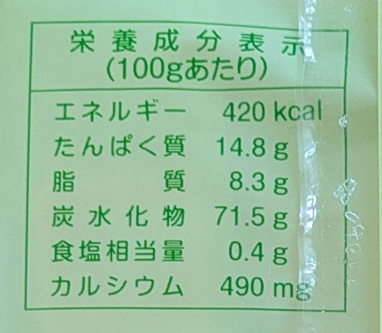 栄養成分表示
(100gあたり)
エネルギー 420 kcal
たんぱく質 14.8 g
脂質 8.3 g
炭水化物 71.5 g
食塩相当量 0.4 g
カルシウム 490 mg